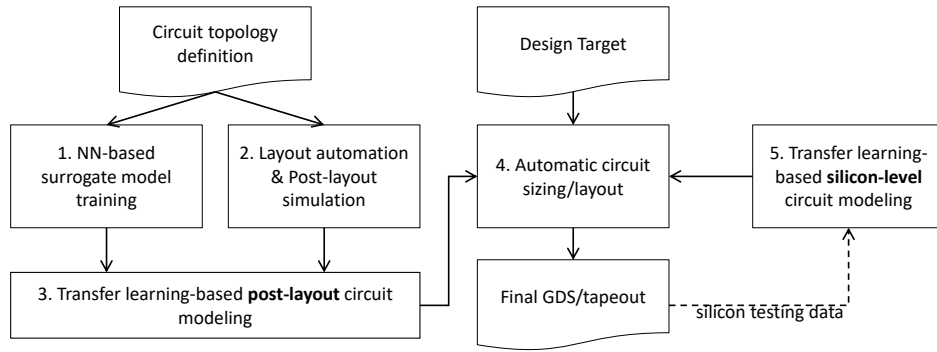 Circuit topology
definition
Design Target
1. NN-based
surrogate model
training
2. Layout automation
& Post-layout
simulation
4. Automatic circuit
sizing/layout
5. Transfer learning-
based silicon-level
circuit modeling
3. Transfer learning-based post-layout circuit
modeling
Final GDS/tapeout
silicon testing data